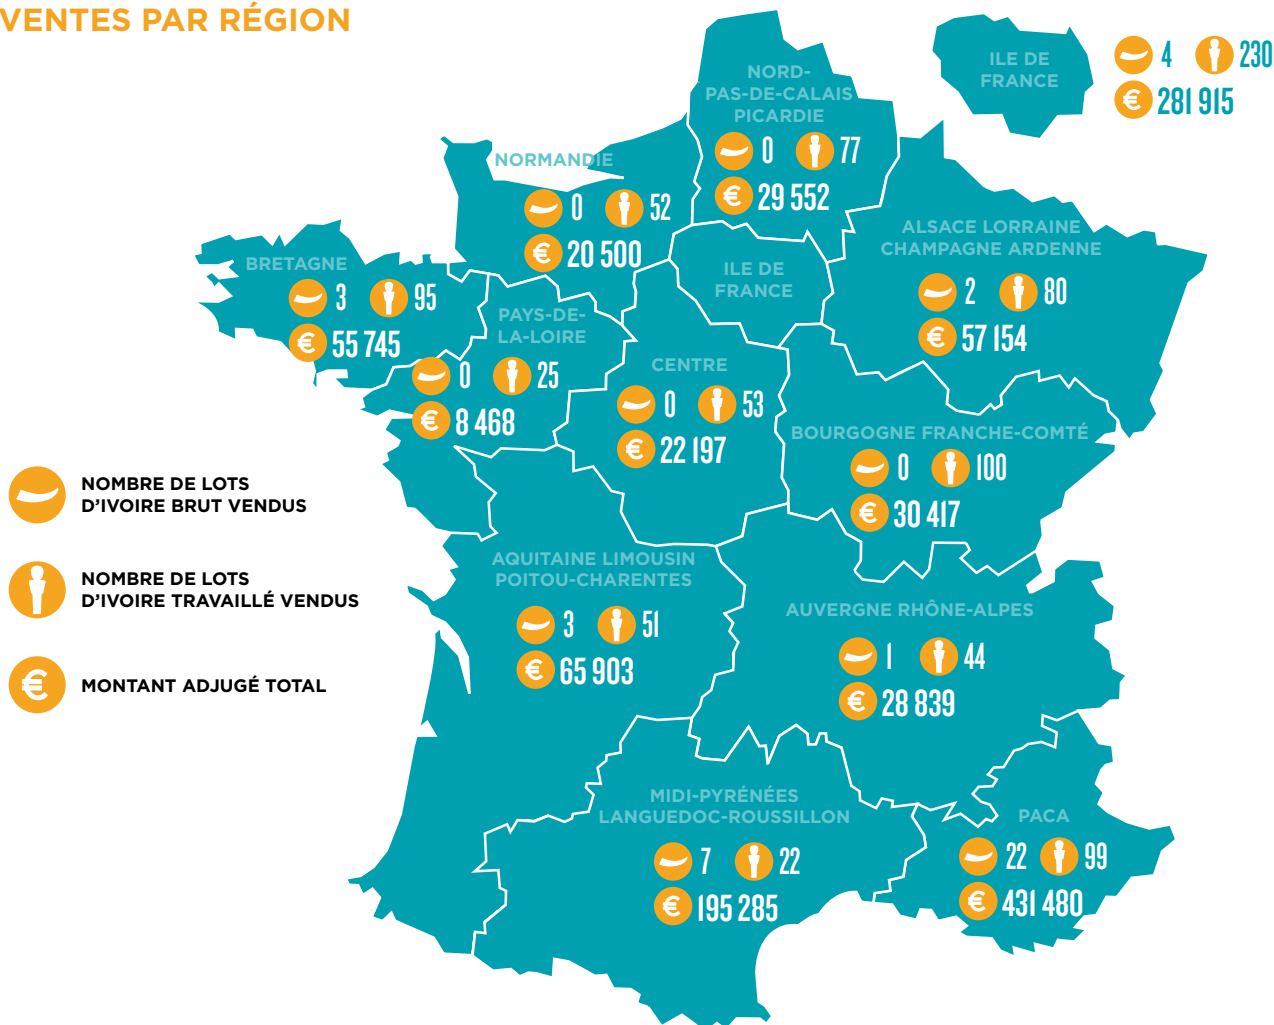 VENTES PAR RÉGION
ILE DE
FRANCE
4 230
281 915
NORD-
PAS-DE-CALAIS
PICARDIE
0 77
29 552
NORMANDIE
0 52
20 500
ALSACE LORRAINE
CHAMPAGNE ARDENNE
2 80
€ 57 154
BRETAGNE
3 95
€ 55 745
ILE DE
FRANCE
PAYS-DE-
LA-LOIRE
0 25
€ 8 468
CENTRE
0 53
€ 22 197
BOURGOGNE FRANCHE-COMTÉ
0 100
€ 30 417
NOMBRE DE LOTS
D'IVOIRE BRUT VENDUS
NOMBRE DE LOTS
D'IVOIRE TRAVAILLÉ VENDUS
€ MONTANT ADJUGÉ TOTAL
AQUITAINE LIMOUSIN
POITOU-CHARENTES
3 51
€ 65 903
AUVERGNE RHÔNE-ALPES
1 44
€ 28 839
MIDI-PYRÉNÉES
LANGUEDOC-ROUSSILLON
7 22
€ 195 285
PACA
22 99
€ 431 480